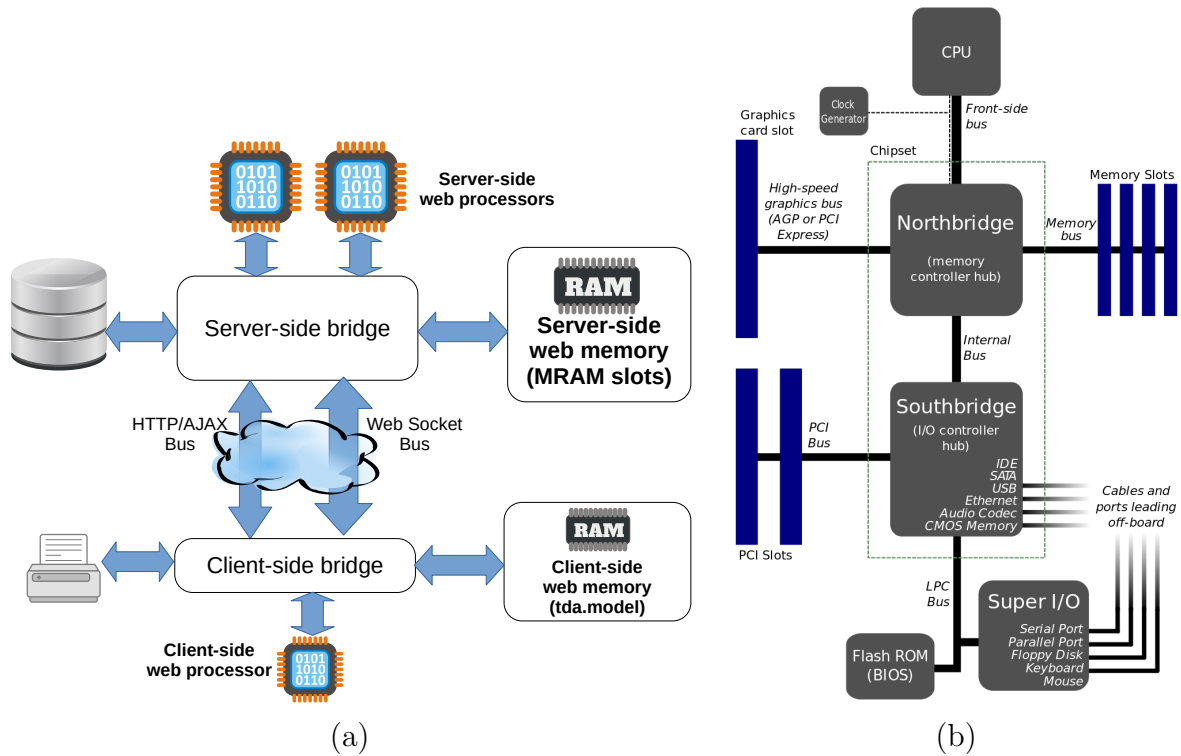 0101
1010
0110
0101
1010
0110
Server-side
web processors
Server-side bridge
RAM
Server-side
web memory
(MRAM slots)
HTTP/AJAX
Bus
Web Socket
Bus
Client-side bridge
RAM
Client-side
web memory
(tda.model)
Client-side
web processor
0101
1010
0110
(a)
CPU
Clock
Generator
Front-side
bus
Graphics
card slot
Chipset
High-speed
graphics bus
(AGP or PCI
Express)
Northbridge
(memory
controller hub)
Memory
bus
Memory Slots
Internal
Bus
Southbridge
(I/O controller
hub)
PCI
Bus
IDE
SATA
USB
Ethernet
Audio Codec
CMOS Memory
Cables and
ports leading
off-board
PCI Slots
LPC
Bus
Super I/O
Serial Port
Parallel Port
Floppy Disk
Keyboard
Mouse
Flash ROM
(BIOS)
(b)